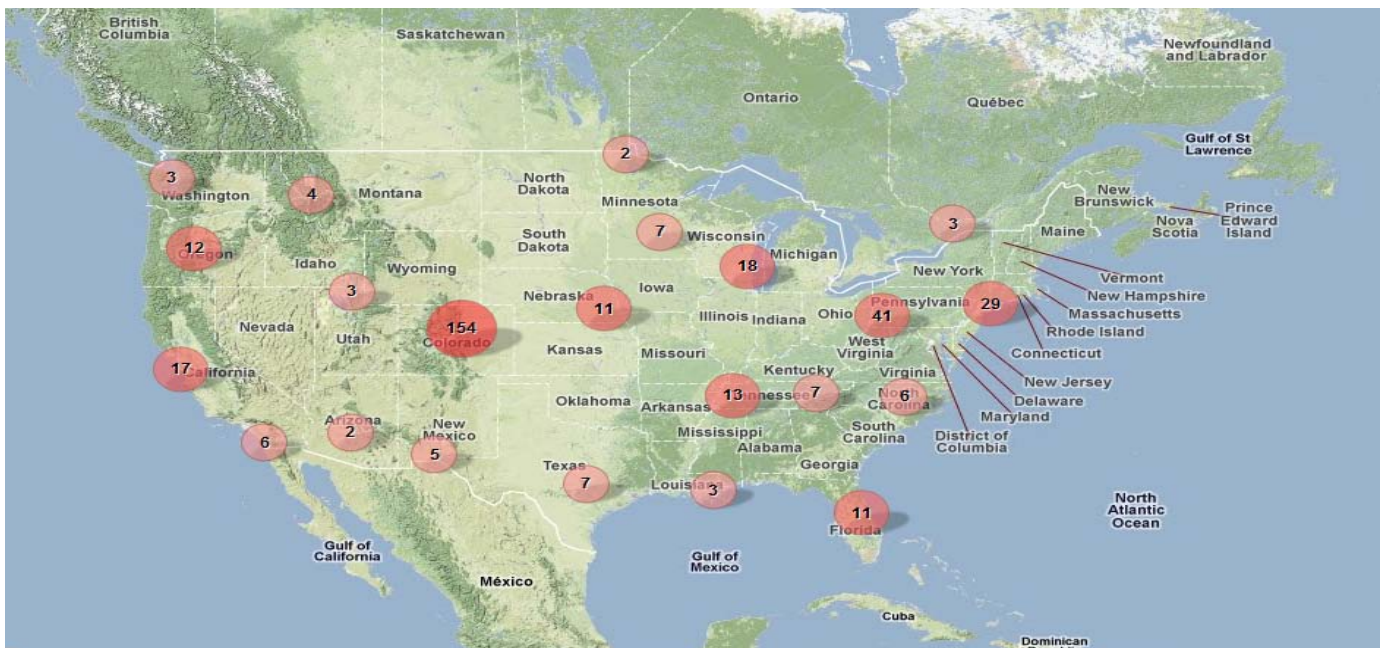 British
Columbia
Saskatchewan
Newfoundland
and Labrador
Ontario
Québec
Gulf of St
Lawrence
2
3
Washington
4
Montana
North
Dakota
Minnesota
New
Brunswick
Prince
Edward
Island
Nova
Scotia
3
Maine
12
Oregon
7
Wisconsin
South
Dakota
Michigan
18
Idaho
Wyoming
New York
Vermont
3
Nebraska
Iowa
11
Pennsylvania
29
New Hampshire
Massachusetts
Rhode Island
Connecticut
Nevada
Utah
154
Colorado
Illinois
Indiana
Ohio
41
West
Virginia
Kansas
Missouri
Kentucky
Virginia
17
California
New Jersey
Delaware
Maryland
District of
Columbia
Oklahoma
Arkansas
13
Tennessee
7
North
Carolina
6
South
Carolina
Arizona
2
New
Mexico
5
6
Mississippi
Alabama
Georgia
Texas
7
Louisiana
3
11
Florida
North
Atlantic
Ocean
Gulf of
California
México
Gulf of
Mexico
Cuba
Dominican